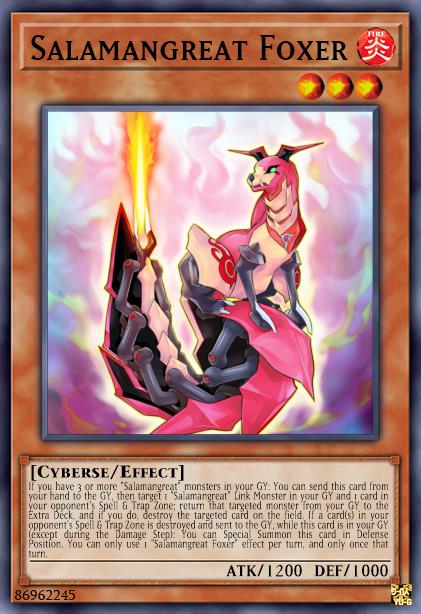 SALAMANGREAT FOXER
FIRE
炎
[CYBERSE/EFFECT]
If you have 3 or more "Salamangreat" monsters in your GY: You can send this card from
your hand to the GY, then target 1 "Salamangreat" Link Monster in your GY and 1 card in
your opponent's Spell & Trap Zone; return that targeted monster from your GY to the
Extra Deck, and if you do, destroy the targeted card on the field. If a card(s) in your
opponent's Spell & Trap Zone is destroyed and sent to the GY, while this card is in your GY
(except during the Damage Step): You can Special Summon this card in Defense
Position. You can only use 1 "Salamangreat Foxer" effect per turn, and only once that
turn.
ATK/1200 DEF/1000
86962245